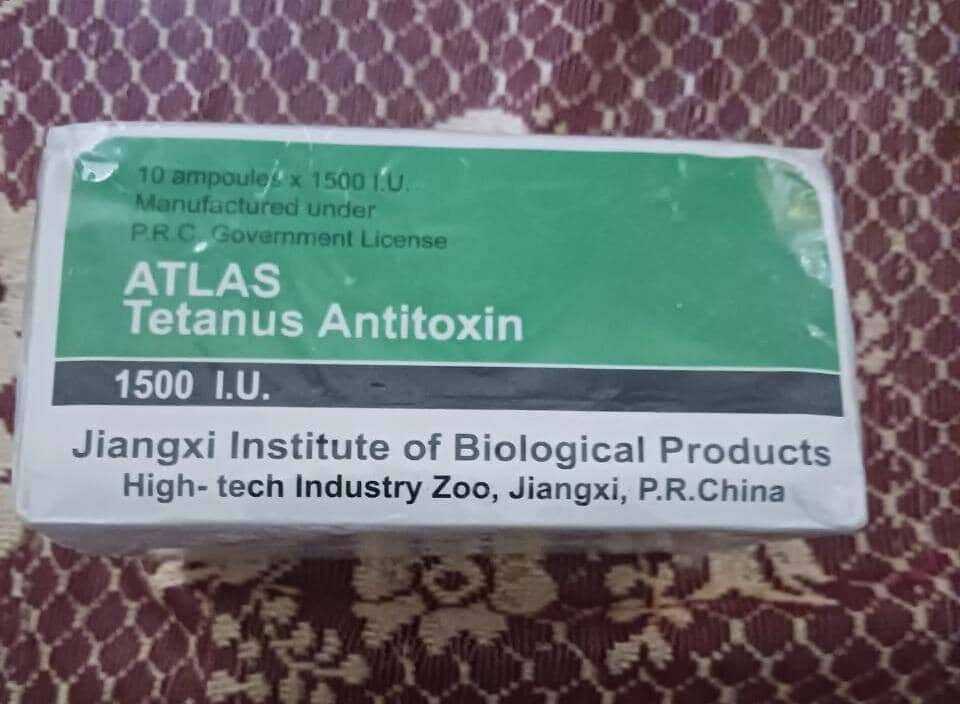 10 ampoules x 1500 I.U.
Manufactured under
P.R.C. Government License
ATLAS
Tetanus Antitoxin
1500 I.U.
Jiangxi Institute of Biological Products
High- tech Industry Zoo, Jiangxi, P.R.China